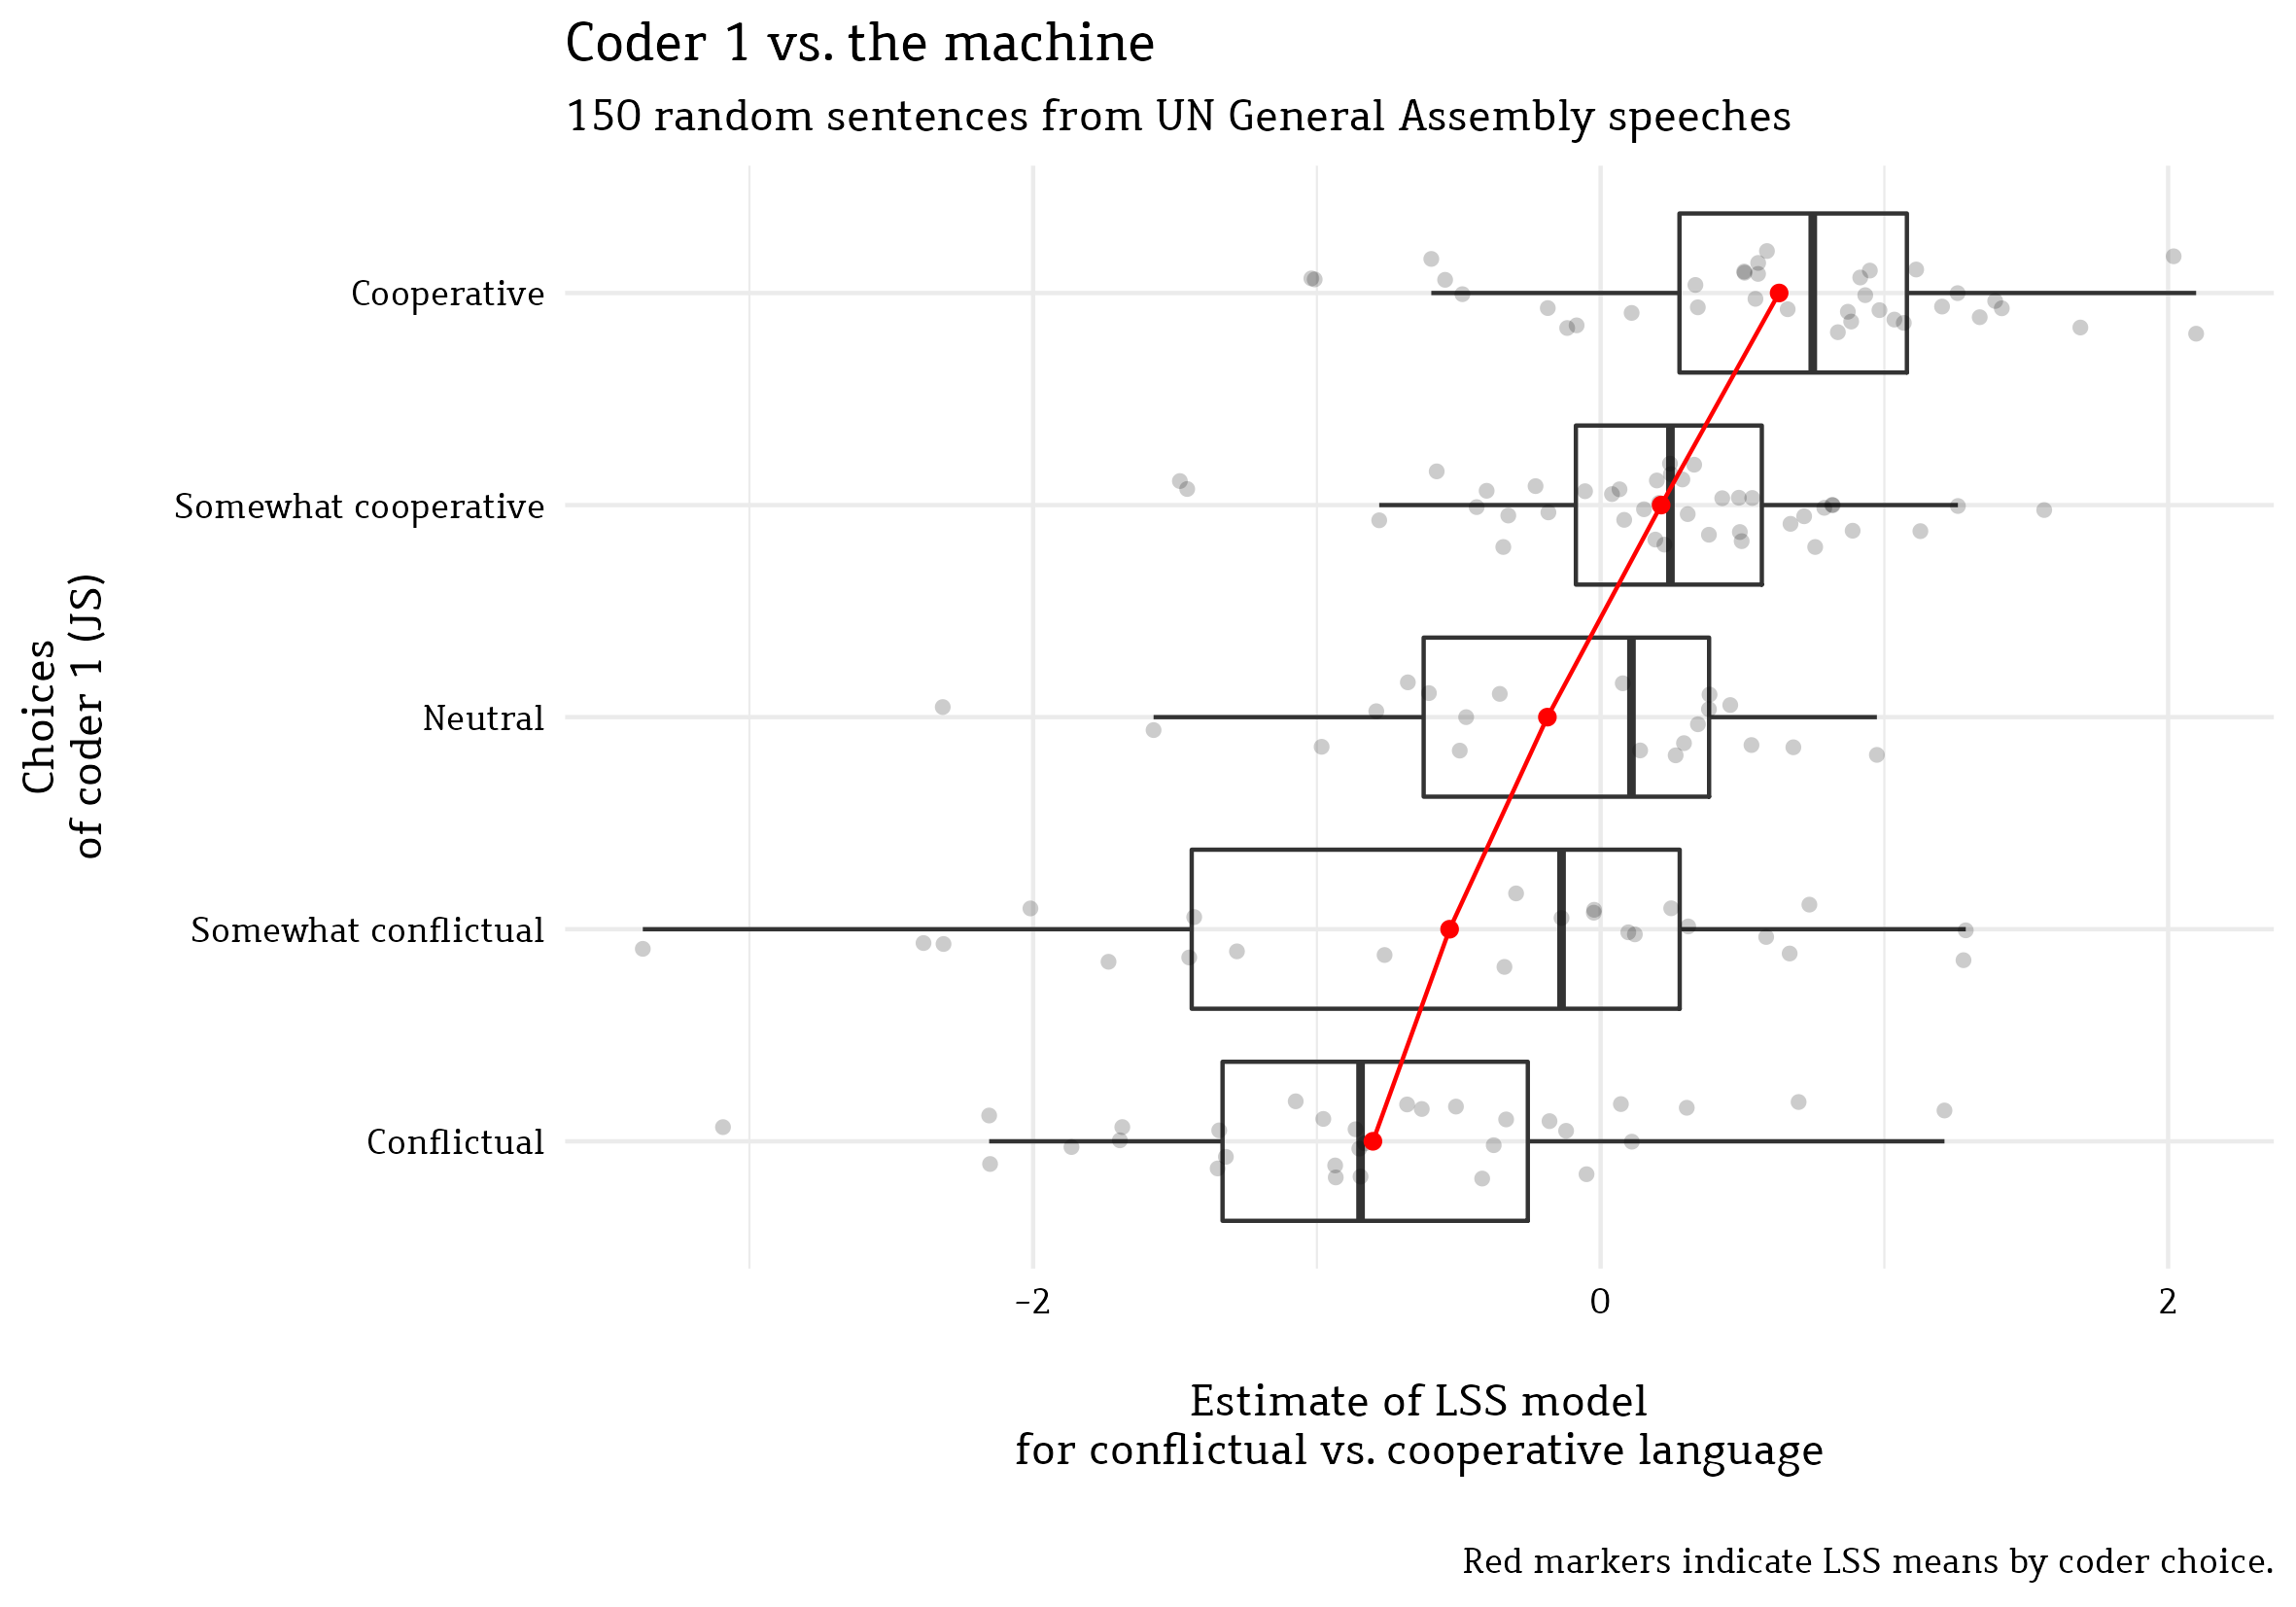 Coder 1 vs. the machine
150 random sentences from UN General Assembly speeches
Choices
of coder 1 (JS)
Cooperative
Somewhat cooperative
Neutral
Somewhat conflictual
Conflictual
-2
0
2
Estimate of LSS model
for conflictual vs. cooperative language
Red markers indicate LSS means by coder choice.